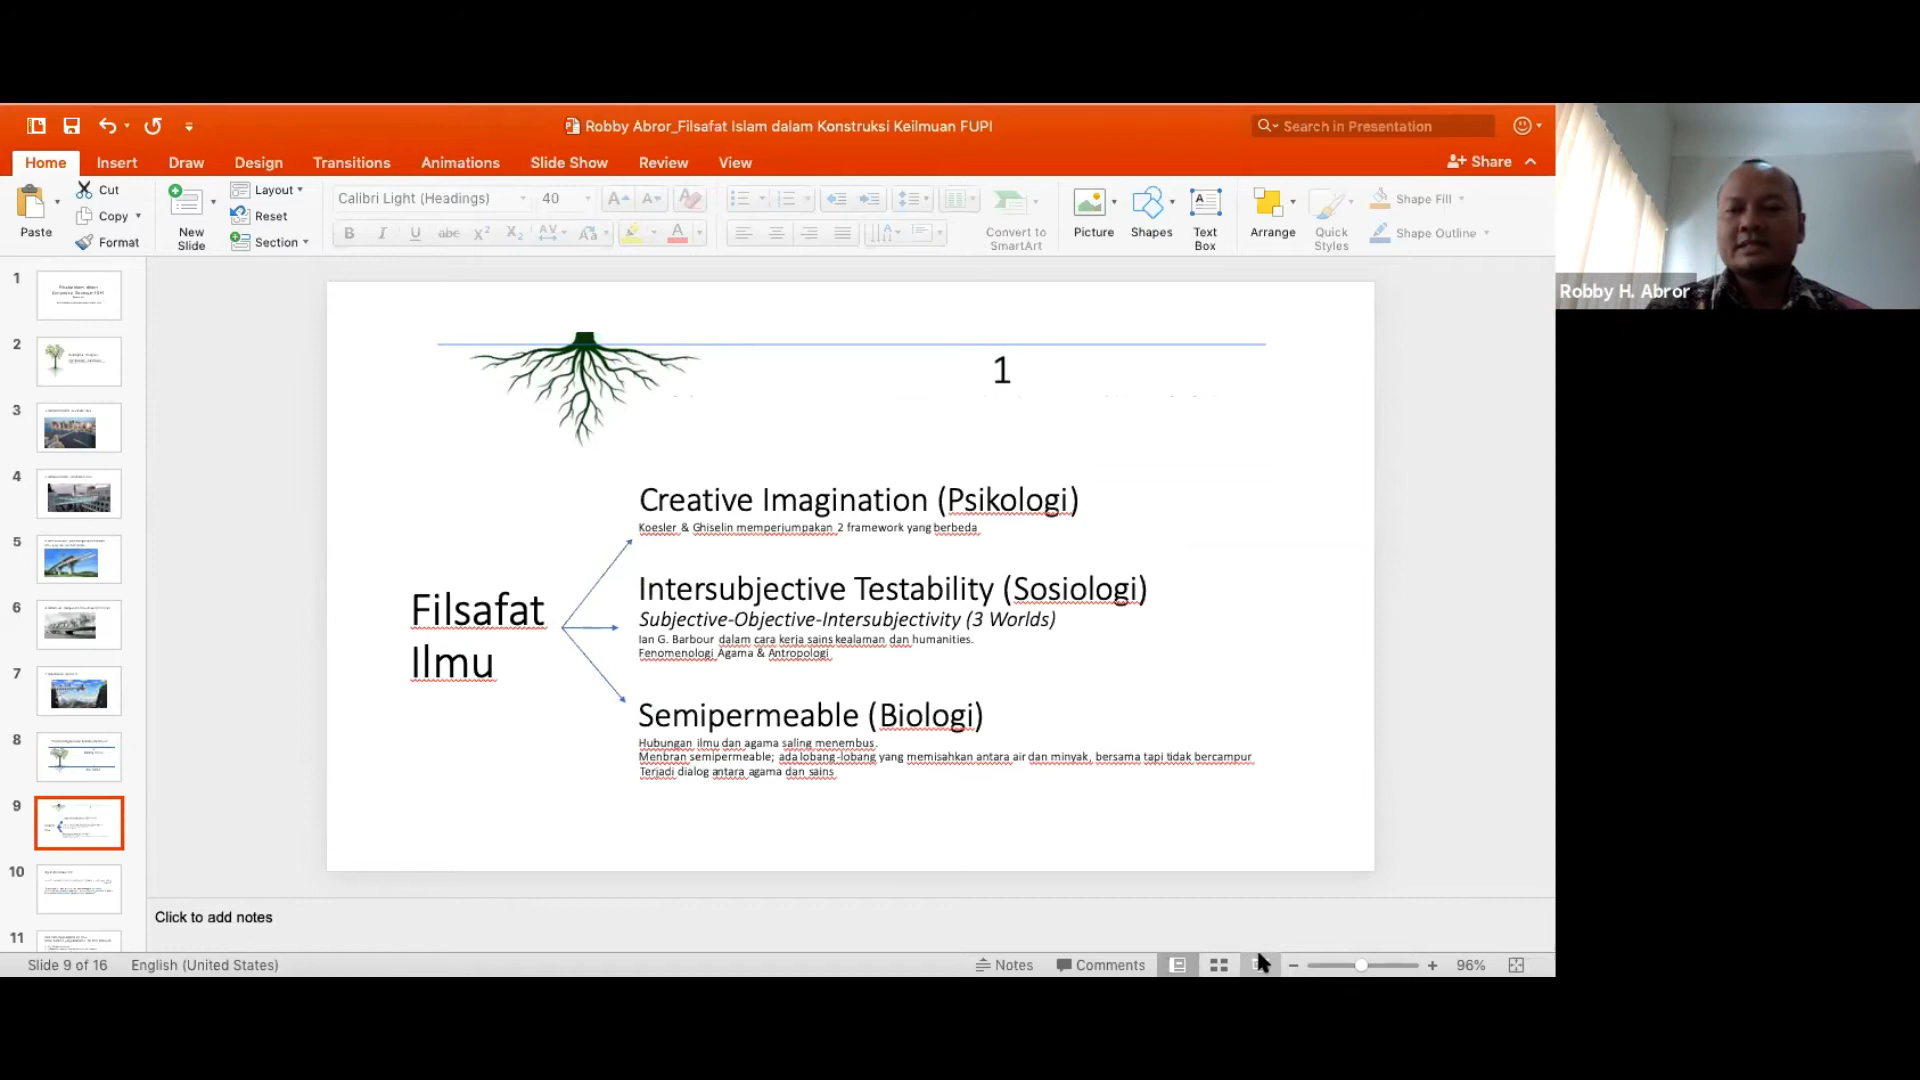 Robby Abror_Filsafat Islam dalam Konstruksi Keilmuan FUPI
Search in Presentation
Home Insert Draw Design Transitions Animations Slide Show Review View
Share
Paste
Cut
Copy
Format
New Slide
Layout
Reset
Section
Calibri Light (Headings) 40
Convert to SmartArt
Picture
Shapes
Text Box
Arrange
Quick Styles
Shape Fill
Shape Outline
Robby H. Abror
1
2
3
4
5
6
7
8
9
10
11
1
Creative Imagination (Psikologi)
Koesler & Ghiselin memperjumpakan 2 framework yang berbeda
Filsafat
Ilmu
Intersubjective Testability (Sosiologi)
Subjective-Objective-Intersubjectivity (3 Worlds)
Ian G. Barbour dalam cara kerja sains kealaman dan humanities.
Fenomenologi Agama & Antropologi
Semipermeable (Biologi)
Hubungan ilmu dan agama saling menembus.
Menbran semipermeable; ada lobang-lobang yang memisahkan antara air dan minyak, bersama tapi tidak bercampur
Terjadi dialog antara agama dan sains
Click to add notes
Slide 9 of 16 English (United States)
Notes Comments 96%